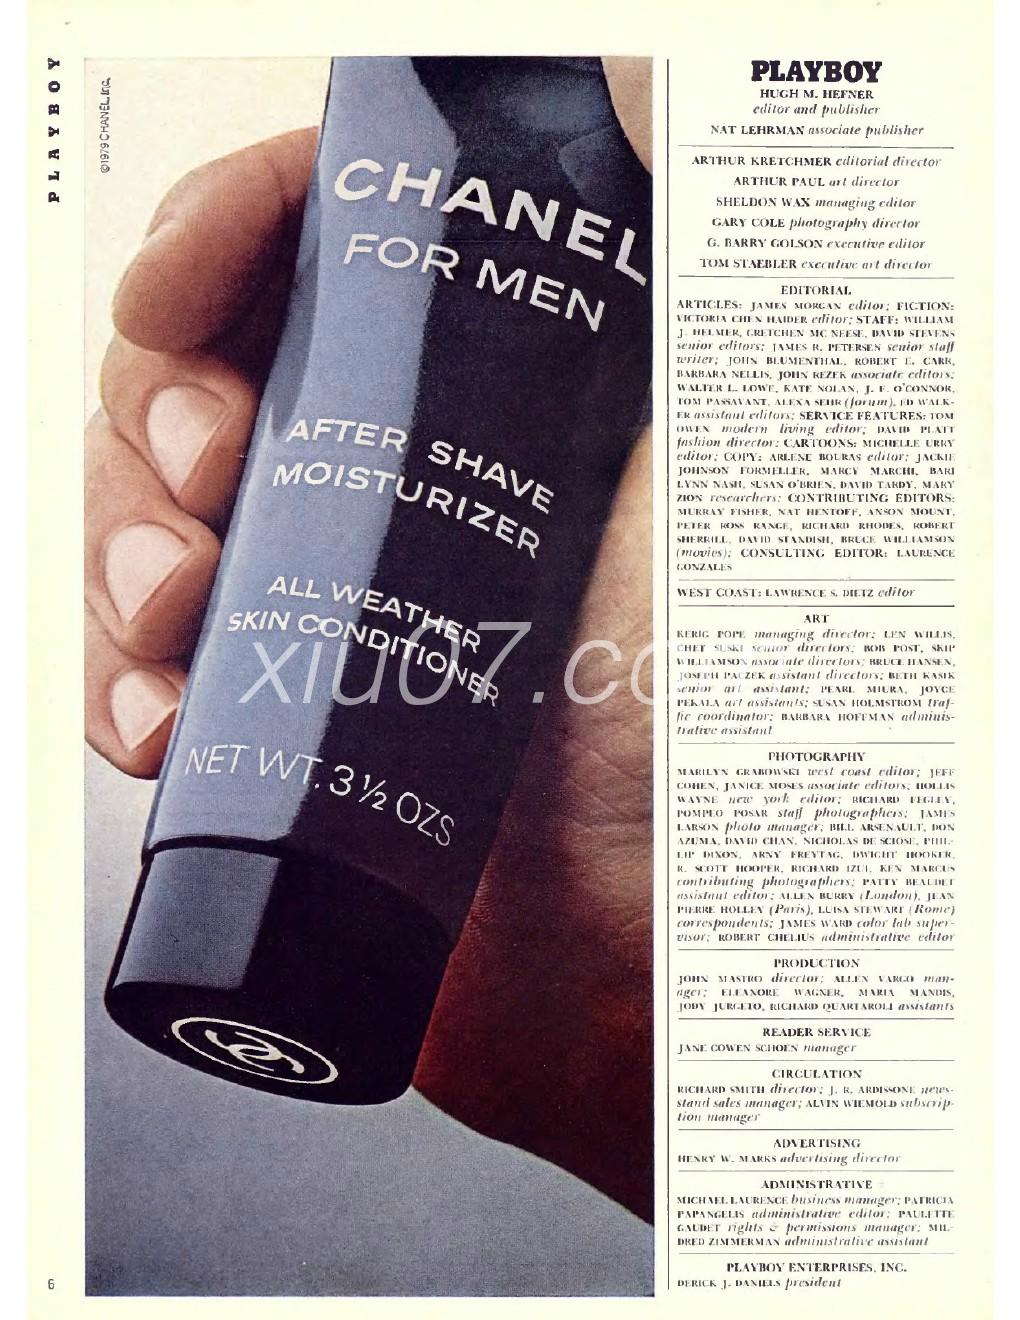 PLAYBOY
©1979 CHANEL, Inc.
CHANEL
FOR MEN
AFTER SHAVE
MOISTURIZER
ALL WEATHER
SKIN CONDITIONER
NET WT. 3 ½ OZS
xiu07.co
6
PLAYBOY
HUGH M. HEFNER
editor and publisher
NAT LEHRMAN associate publisher
ARTHUR KRETCHMER editorial director
ARTHUR PAUL art director
SHELDON WAX managing editor
GARY COLE photography director
G. BARRY GOLSON executive editor
TOM STAEBLER executive art director
EDITORIAL
ARTICLES: JAMES MORGAN editor; FICTION:
VICTORIA CHEN HAIDER editor; STAFF: WILLIAM
J. HELMER, GRETCHEN MC NEESE, DAVID STEVENS
senior editors; JAMES R. PETERSEN senior staff
writer; JOHN BLUMENTHAL, ROBERT E. CARR,
BARBARA NELLIS, JOHN REZEK associate editors;
WALTER L. LOWE, KATE NOLAN, J. F. O'CONNOR,
TOM PASSAVANT, ALEXA SEHR (forum), ED WALK-
ER assistant editors; SERVICE FEATURES: TOM
OWEN modern living editor; DAVID PLATT
fashion director; CARTOONS: MICHELLE URRY
editor; COPY: ARLENE BOURAS editor; JACKIE
JOHNSON FORMELLER, MARCY MARCHI, BARI
LYNN NASH, SUSAN O'BRIEN, DAVID TARDY, MARY
ZION researchers; CONTRIBUTING EDITORS:
MURRAY FISHER, NAT HENTOFF, ANSON MOUNT,
PETER ROSS RANGE, RICHARD RHODES, ROBERT
SHERRILL, DAVID STANDISH, BRUCE WILLIAMSON
(movies); CONSULTING EDITOR: LAURENCE
GONZALES
WEST COAST: LAWRENCE S. DIETZ editor
ART
KERIG POPE managing director; LEN WILLIS,
CHET SUSKI senior directors; BOB POST, SKIP
WILLIAMSON associate directors; BRUCE HANSEN,
JOSEPH PACZEK assistant directors; BETH KASIK
senior art assistant; PEARL MIURA, JOYCE
PEKALA art assistants; SUSAN HOLMSTROM traf-
fic coordinator; BARBARA HOFFMAN adminis-
trative assistant
PHOTOGRAPHY
MARILYN GRABOWSKI west coast editor; JEFF
COHEN, JANICE MOSES associate editors; HOLLIS
WAYNE new york editor; RICHARD FEGLEY,
POMPEO POSAR staff photographers; JAMES
LARSON photo manager; BILL ARSENAULT, DON
AZUMA, DAVID CHAN, NICHOLAS DE SCIOSE, PHIL-
LIP DIXON, ARNY FREYTAG, DWIGHT HOOKER,
R. SCOTT HOOPER, RICHARD IZUI, KEN MARCUS
contributing photographers; PATTY BEAUDET
assistant editor; ALLEN BURRY (London), JEAN
PIERRE HOLLEY (Paris), LUISA STEWART (Rome)
correspondents; JAMES WARD color lab super-
visor; ROBERT CHELIUS administrative editor
PRODUCTION
JOHN MASTRO director; ALLEN VARGO man-
ager; ELEANORE WAGNER, MARIA MANDIS,
JODY JURGETO, RICHARD QUARTAROLI assistants
READER SERVICE
JANE COWEN SCHOEN manager
CIRCULATION
RICHARD SMITH director; J. R. ARDISSONE news-
stand sales manager; ALVIN WIEMOLD subscrip-
tion manager
ADVERTISING
HENRY W. MARKS advertising director
ADMINISTRATIVE
MICHAEL LAURENCE business manager; PATRICIA
PAPANGELIS administrative editor; PAULETTE
GAUDET rights & permissions manager; MIL-
DRED ZIMMERMAN administrative assistant
PLAYBOY ENTERPRISES, INC.
DERICK J. DANIELS president